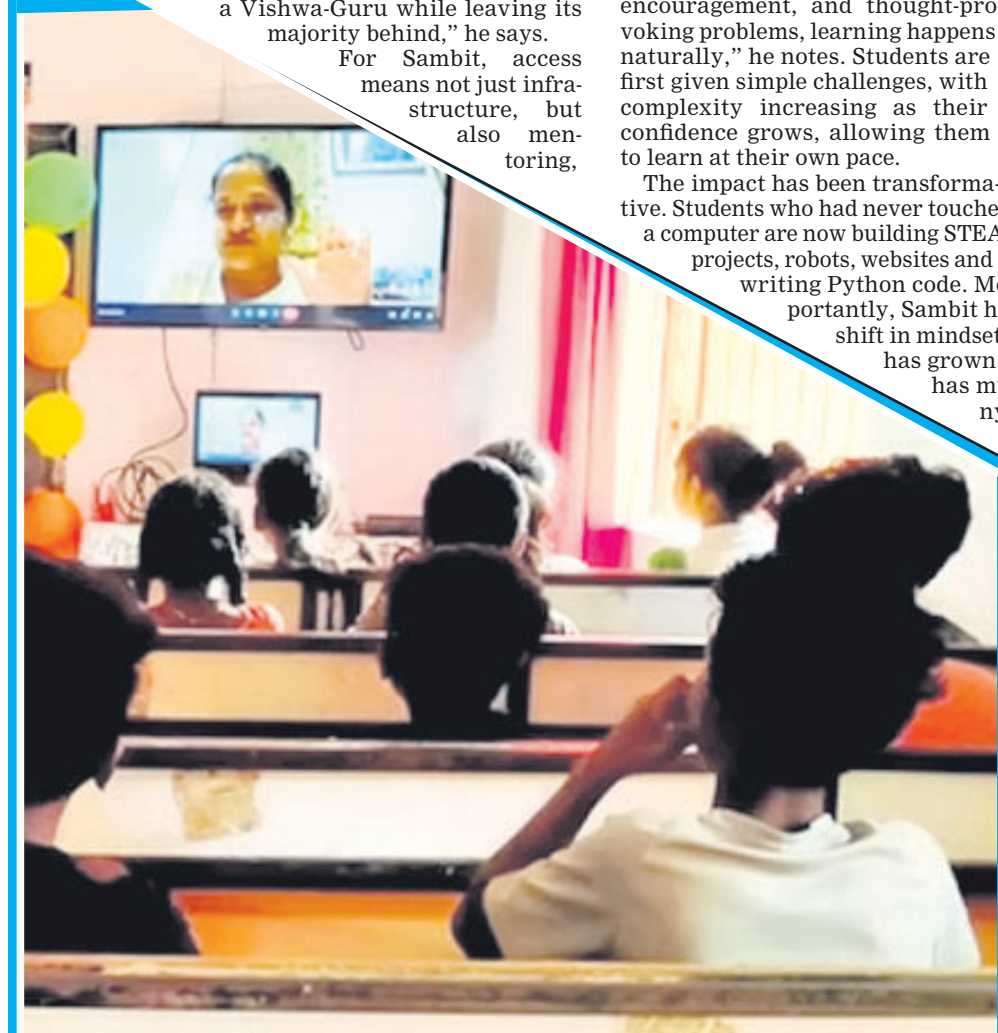 a Vishwa-Guru while leaving its
majority behind,” he says.
For Sambit, access
means not just infra-
structure, but
also men-
toring,
encouragement, and thought-pro
voking problems, learning happens
naturally,” he notes. Students are
first given simple challenges, with
complexity increasing as their
confidence grows, allowing them
to learn at their own pace.
The impact has been transforma-
tive. Students who had never touche
a computer are now building STEA
projects, robots, websites and
writing Python code. Mo
portantly, Sambit h
shift in mindset
has grown
has m
ny